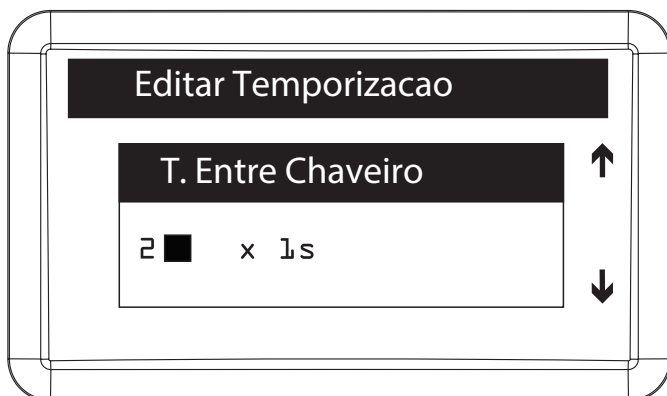 Editar Temporizacao
T. Entre Chaveiro
2■ x 1s